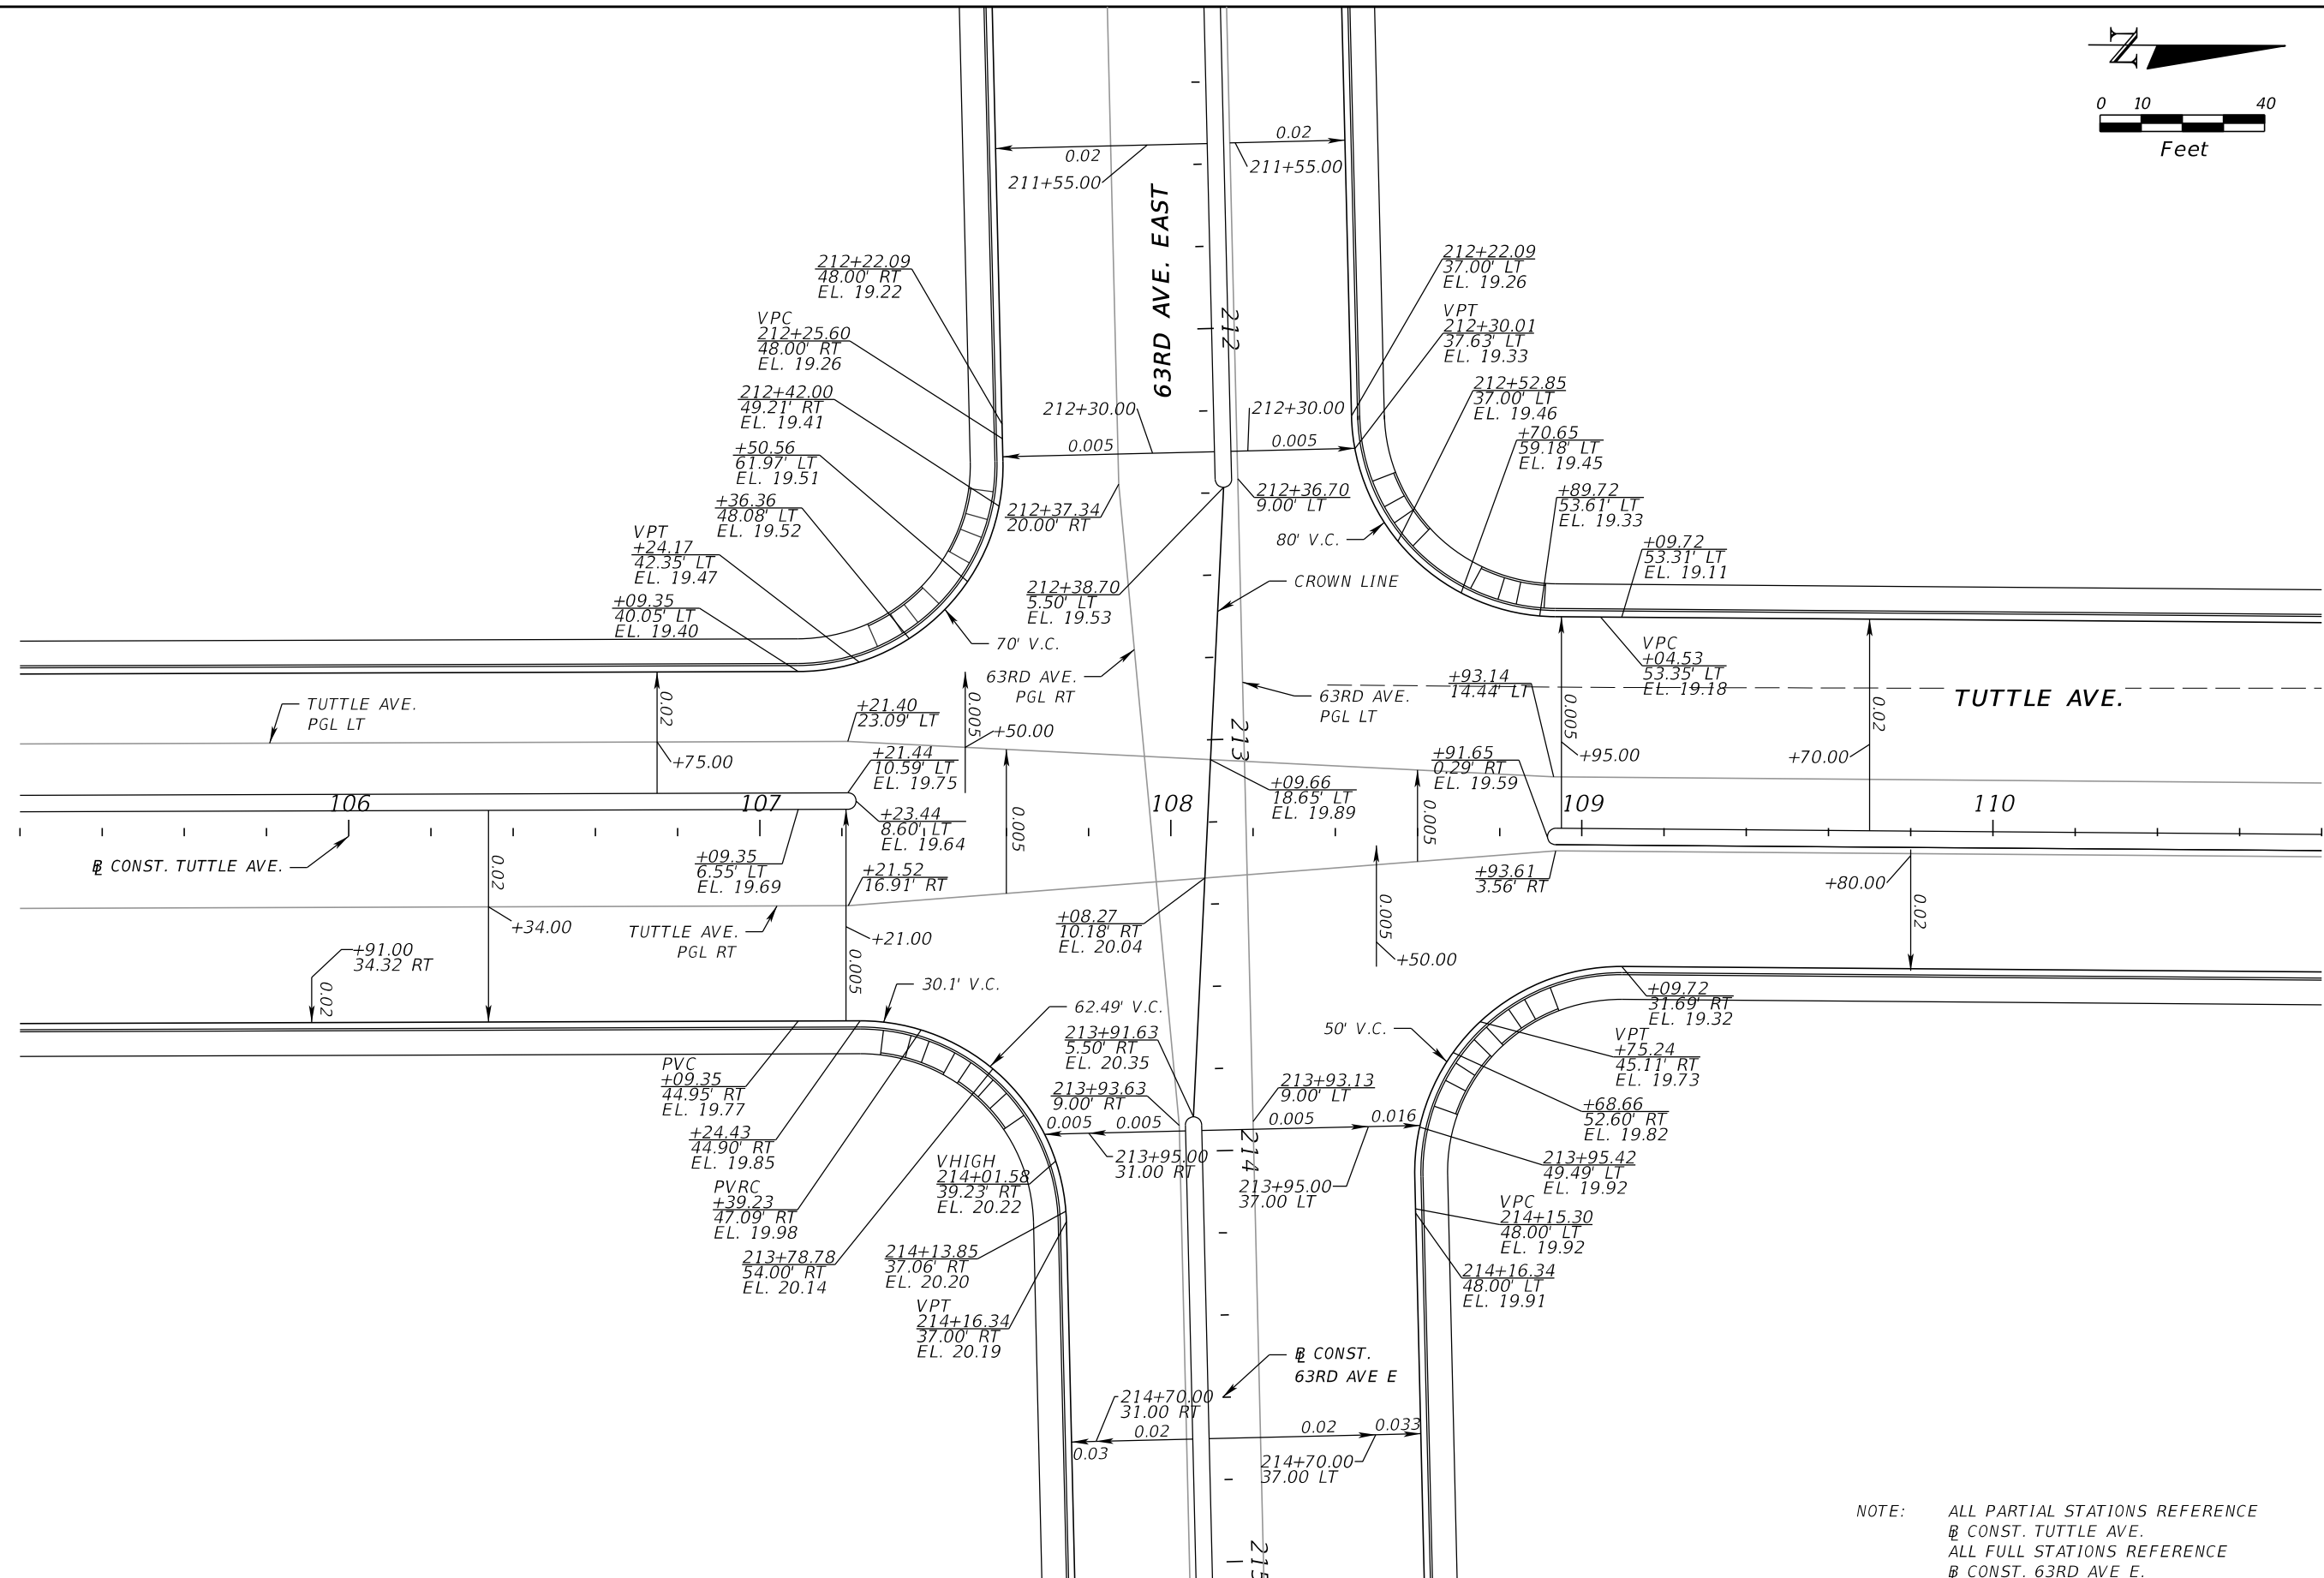 N
0 10 40
Feet
0.02
0.02
211+55.00
211+55.00
63RD AVE. EAST
212+22.09
48.00' RT
EL. 19.22
VPC
212+25.60
48.00' RT
EL. 19.26
212+42.00
49.21' RT
EL. 19.41
+50.56
61.97' LT
EL. 19.51
+36.36
48.08' LT
EL. 19.52
VPT
+24.17
42.35' LT
EL. 19.47
+09.35
40.05' LT
EL. 19.40
212
212+22.09
37.00' LT
EL. 19.26
VPT
212+30.01
37.63' LT
EL. 19.33
212+52.85
37.00' LT
EL. 19.46
+70.65
59.18' LT
EL. 19.45
+89.72
53.61' LT
EL. 19.33
+09.72
53.31' LT
EL. 19.11
VPC
+04.53
53.35' LT
EL. 19.18
212+30.00
212+30.00
0.005
0.005
212+37.34
20.00' RT
212+36.70
9.00' LT
80' V.C.
CROWN LINE
212+38.70
5.50' LT
EL. 19.53
70' V.C.
63RD AVE.
PGL RT
63RD AVE.
PGL LT
+93.14
14.44' LT
TUTTLE AVE.
TUTTLE AVE.
PGL LT
0.02
+75.00
+21.40
23.09' LT
0.005
+50.00
213
0.005
+95.00
0.02
+70.00
+21.44
10.59' LT
EL. 19.75
+91.65
0.29' RT
EL. 19.59
+09.66
18.65' LT
EL. 19.89
106
107
108
109
110
+23.44
8.60' LT
EL. 19.64
0.005
0.005
BL CONST. TUTTLE AVE.
0.02
+09.35
6.55' LT
EL. 19.69
+21.52
16.91' RT
+93.61
3.56' RT
+80.00
0.02
+34.00
TUTTLE AVE.
PGL RT
+21.00
+08.27
10.18' RT
EL. 20.04
0.005
+50.00
+91.00
34.32 RT
0.02
0.005
30.1' V.C.
62.49' V.C.
50' V.C.
213+91.63
5.50' RT
EL. 20.35
213+93.63
9.00' RT
213+93.13
9.00' LT
0.005
0.005
0.005
0.016
213+95.00
31.00 RT
214
213+95.00
37.00 LT
PVC
+09.35
44.95' RT
EL. 19.77
+24.43
44.90' RT
EL. 19.85
PVRC
+39.23
47.09' RT
EL. 19.98
213+78.78
54.00' RT
EL. 20.14
VHIGH
214+01.58
39.23' RT
EL. 20.22
214+13.85
37.06' RT
EL. 20.20
VPT
214+16.34
37.00' RT
EL. 20.19
+09.72
31.69' RT
EL. 19.32
VPT
+75.24
45.11' RT
EL. 19.73
+68.66
52.60' RT
EL. 19.82
213+95.42
49.49' LT
EL. 19.92
VPC
214+15.30
48.00' LT
EL. 19.92
214+16.34
48.00' LT
EL. 19.91
BL CONST.
63RD AVE E
214+70.00
31.00 RT
0.02
0.03
0.02
0.033
214+70.00
37.00 LT
215
NOTE: ALL PARTIAL STATIONS REFERENCE
BL CONST. TUTTLE AVE.
ALL FULL STATIONS REFERENCE
BL CONST. 63RD AVE E.